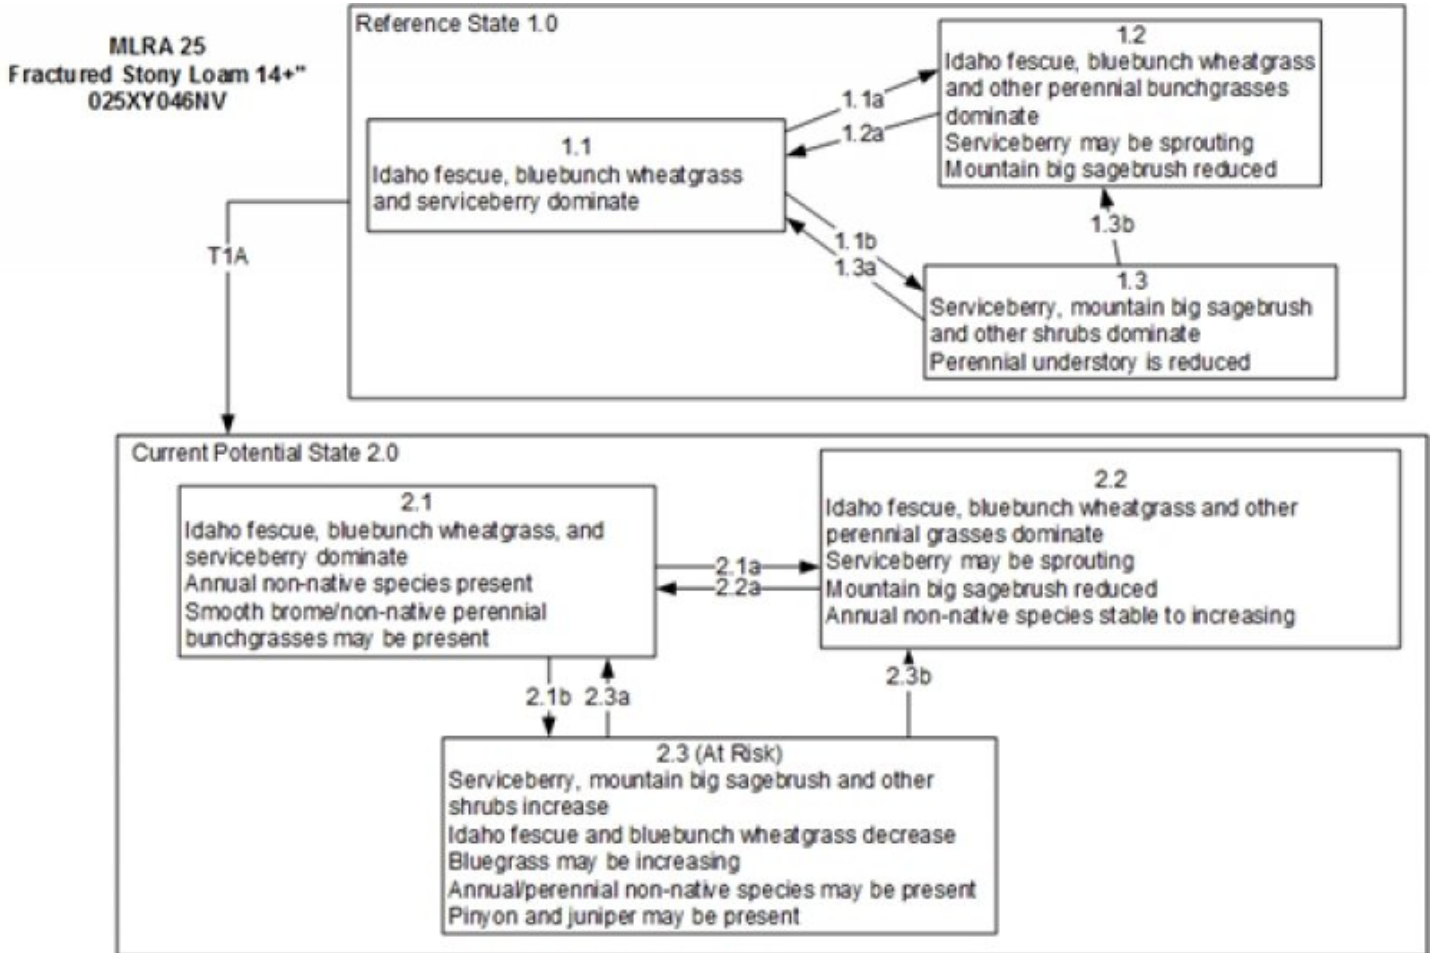 MLRA 25
Fractured Stony Loam 14+"
025XY046NV
Reference State 1.0
1.1
Idaho fescue, bluebunch wheatgrass
and serviceberry dominate
1.1a
1.2a
1.2
Idaho fescue, bluebunch wheatgrass
and other perennial bunchgrasses
dominate
Serviceberry may be sprouting
Mountain big sagebrush reduced
1.1b
1.3a
1.3b
1.3
Serviceberry, mountain big sagebrush
and other shrubs dominate
Perennial understory is reduced
T1A
Current Potential State 2.0
2.1
Idaho fescue, bluebunch wheatgrass, and
serviceberry dominate
Annual non-native species present
Smooth brome/non-native perennial
bunchgrasses may be present
2.1a
2.2a
2.2
Idaho fescue, bluebunch wheatgrass and other
perennial grasses dominate
Serviceberry may be sprouting
Mountain big sagebrush reduced
Annual non-native species stable to increasing
2.1b
2.3a
2.3b
2.3 (At Risk)
Serviceberry, mountain big sagebrush and other
shrubs increase
Idaho fescue and bluebunch wheatgrass decrease
Bluegrass may be increasing
Annual/perennial non-native species may be present
Pinyon and juniper may be present